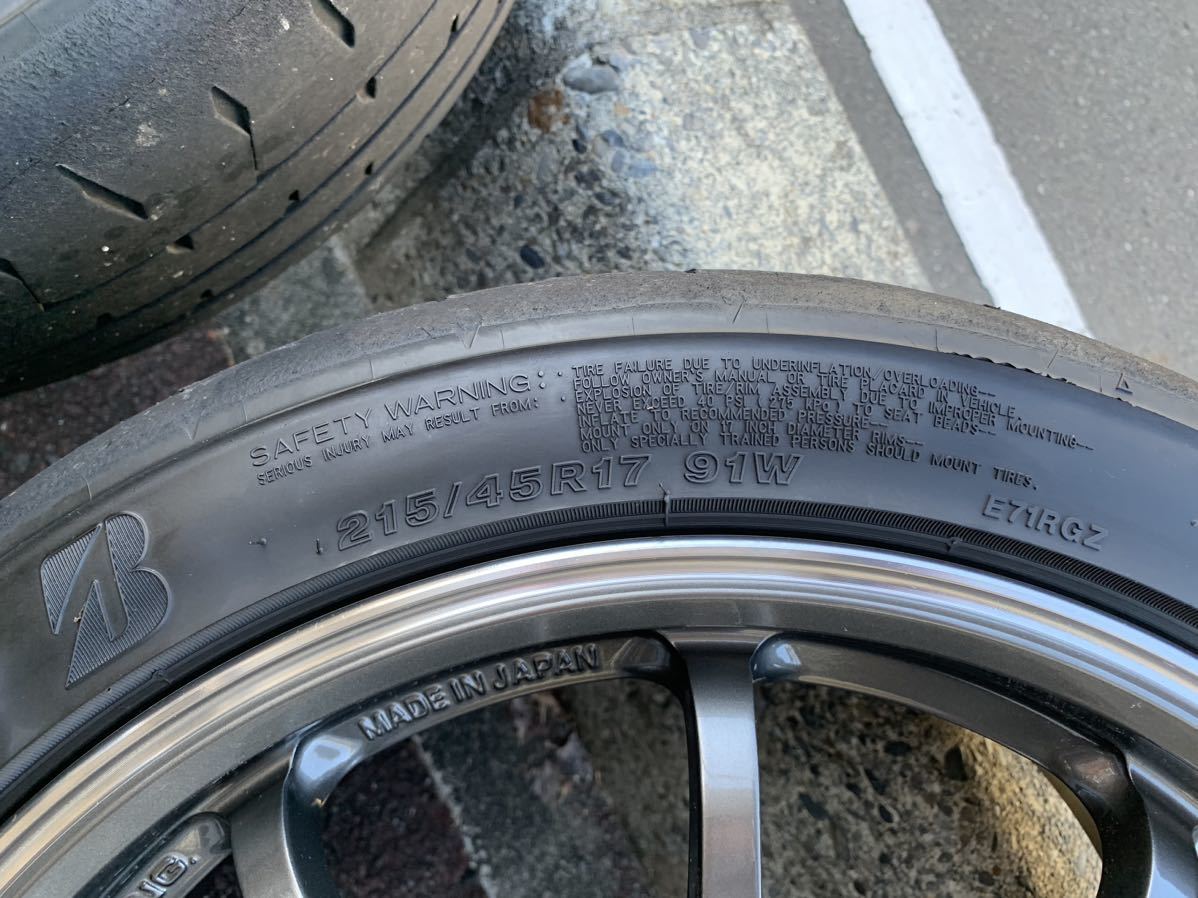 SAFETY WARNING:
SERIOUS INJURY MAY RESULT FROM:
· TIRE FAILURE DUE TO UNDERINFLATION/OVERLOADING--
FOLLOW OWNER'S MANUAL OR TIRE PLACARD IN VEHICLE.
· EXPLOSION OF TIRE/RIM ASSEMBLY DUE TO IMPROPER MOUNTING--
NEVER EXCEED 40 PSI (275 kPa) TO SEAT BEADS--
INFLATE TO RECOMMENDED PRESSURE--
MOUNT ONLY ON 17 INCH DIAMETER RIMS--
ONLY SPECIALLY TRAINED PERSONS SHOULD MOUNT TIRES.
215/45R17 91W
E71RGZ
B
MADE IN JAPAN
NG.